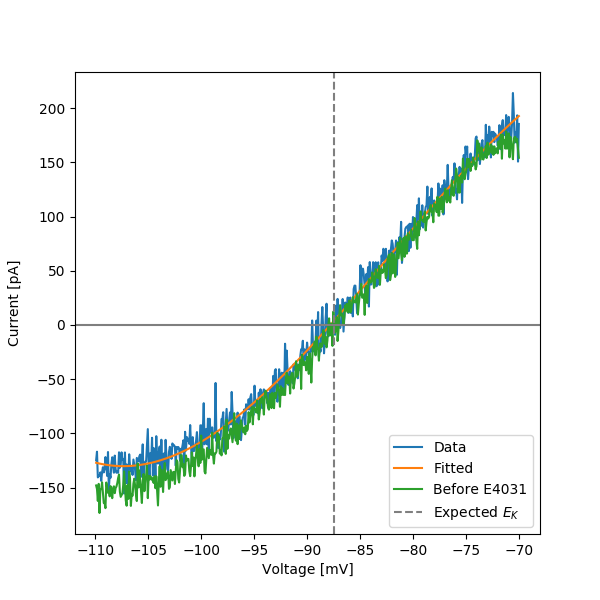 200
150
100
50
0
−50
−100
−150
Current [pA]
−110
−105
−100
−95
−90
−85
−80
−75
−70
Voltage [mV]
Data
Fitted
Before E4031
Expected E_K